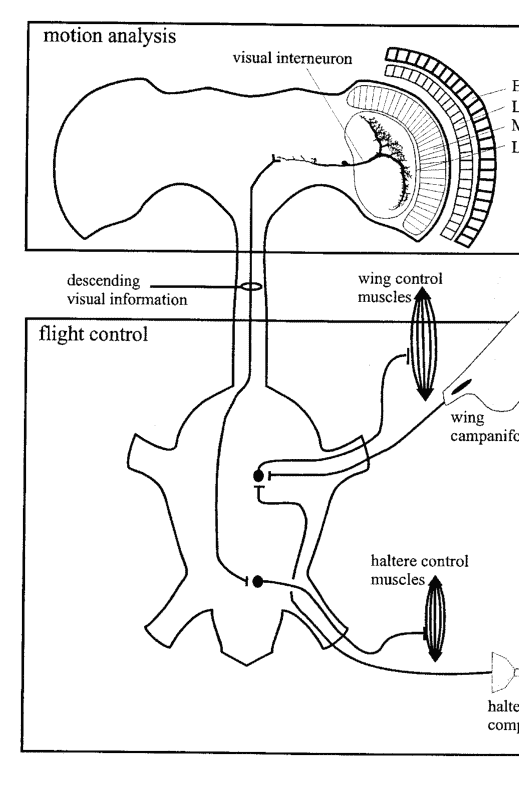 motion analysis
visual interneuron
L
M
L
descending
visual information
wing control
muscles
flight control
wing
haltere control
muscles